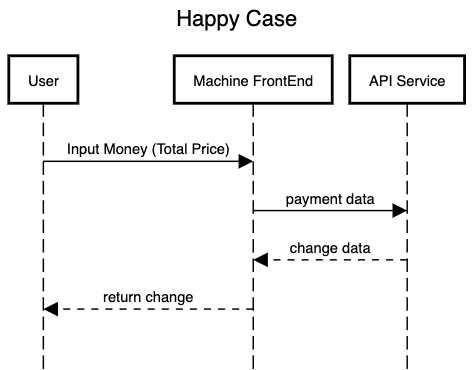 Happy Case
User
Machine FrontEnd
API Service
Input Money (Total Price)
payment data
change data
return change